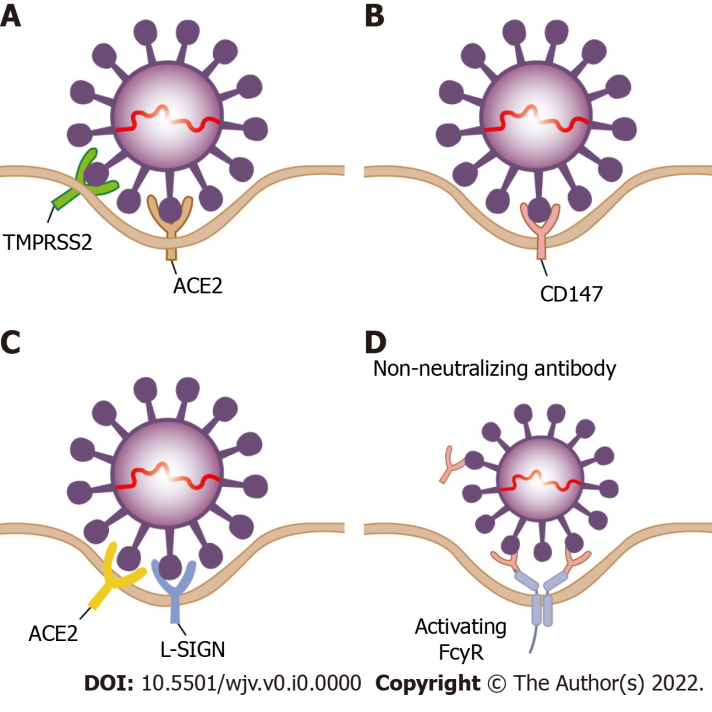 A
B
TMPRSS2
ACE2
CD147
C
D
Non-neutralizing antibody
ACE2
L-SIGN
Activating
FcyR
DOI: 10.5501/wjv.v0.i0.0000 Copyright © The Author(s) 2022.